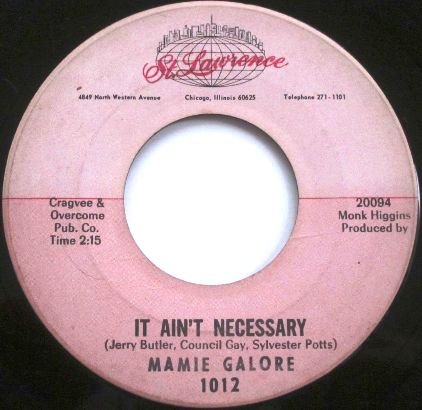 St. Lawrence
4849 North Western Avenue Chicago, Illinois 60625 Telephone 271-1101
Cragvee &
Overcome
Pub. Co.
Time 2:15
20094
Monk Higgins
Produced by
IT AIN'T NECESSARY
(Jerry Butler, Council Gay, Sylvester Potts)
MAMIE GALORE
1012